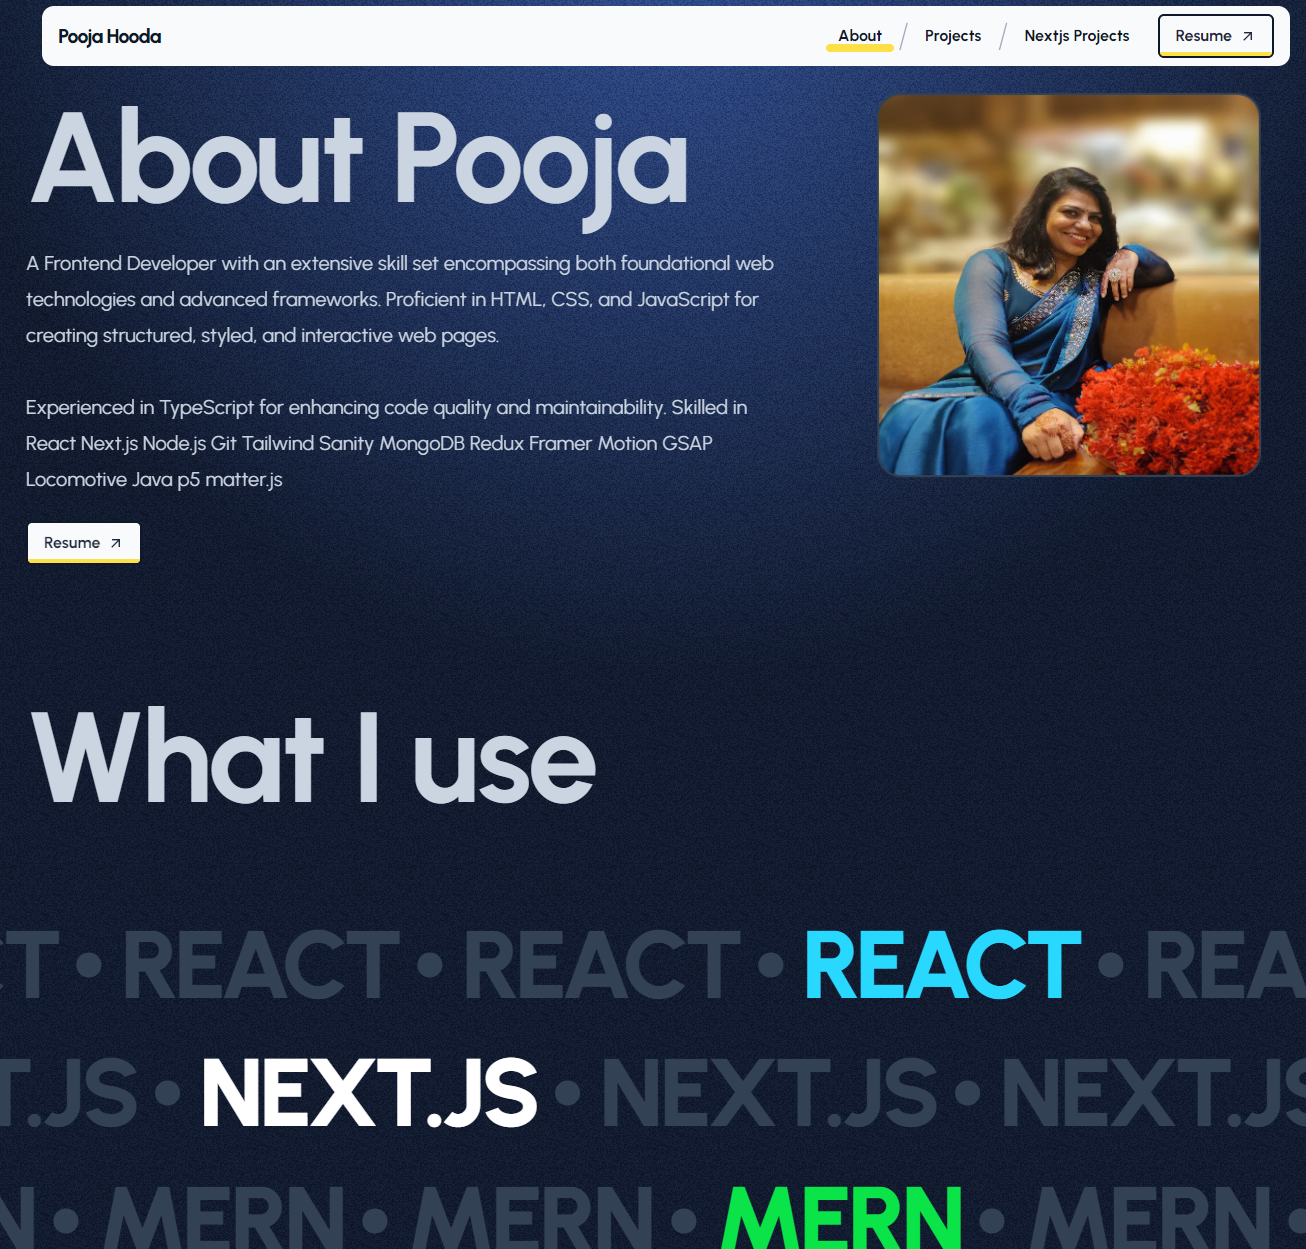 Pooja Hooda
About
Projects
Nextjs Projects
Resume
About Pooja
A Frontend Developer with an extensive skill set encompassing both foundational web
technologies and advanced frameworks. Proficient in HTML, CSS, and JavaScript for
creating structured, styled, and interactive web pages.
Experienced in TypeScript for enhancing code quality and maintainability. Skilled in
React Next.js Node.js Git Tailwind Sanity MongoDB Redux Framer Motion GSAP
Locomotive Java p5 matter.js
Resume
What I use
CT • REACT • REACT • REACT • REA
T.JS • NEXT.JS • NEXT.JS • NEXT.JS
N • MERN • MERN • MERN • MERN •